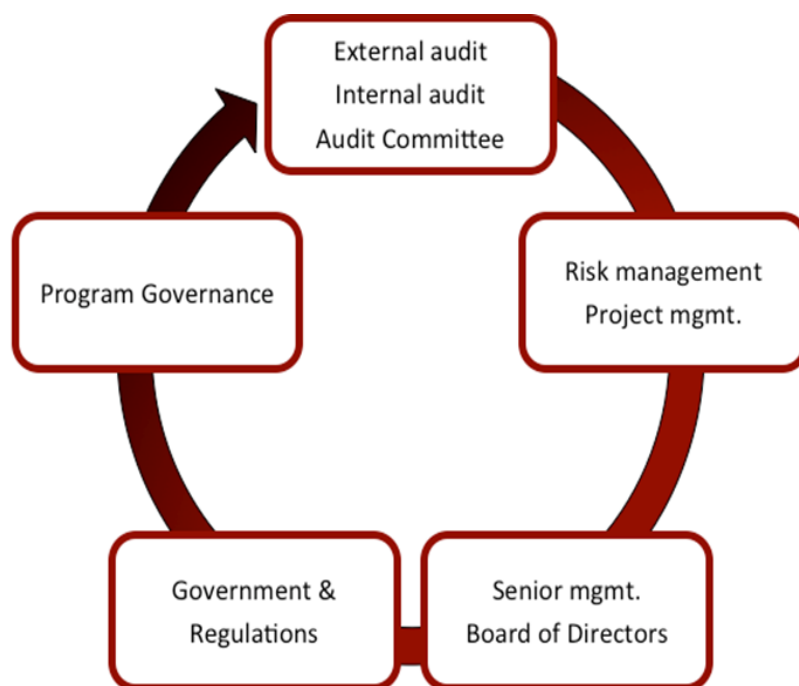 External audit
Internal audit
Audit Committee
Risk management
Project mgmt.
Senior mgmt.
Board of Directors
Government &
Regulations
Program Governance